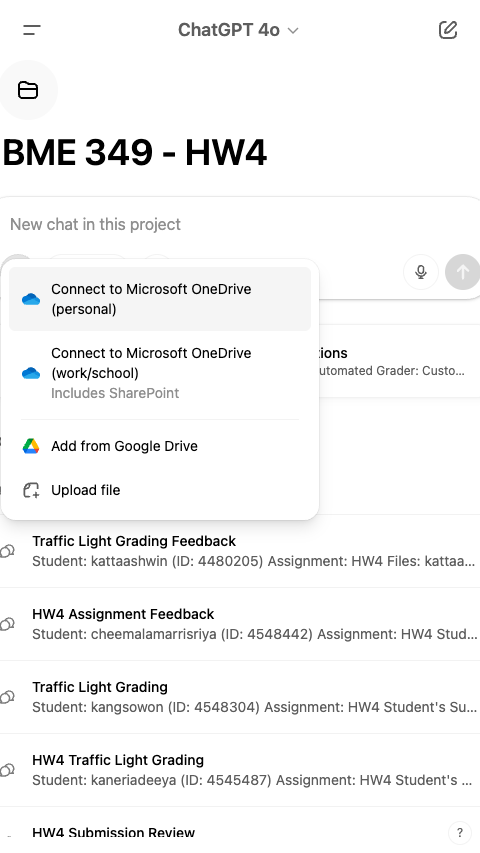 ChatGPT 4o
BME 349 - HW4
New chat in this project
Connect to Microsoft OneDrive
(personal)
Connect to Microsoft OneDrive
(work/school)
Includes SharePoint
Add from Google Drive
Upload file
tions
utomated Grader: Custo...
Traffic Light Grading Feedback
Student: kattaashwin (ID: 4480205) Assignment: HW4 Files: kattaa...
HW4 Assignment Feedback
Student: cheemalamarrisriya (ID: 4548442) Assignment: HW4 Stud...
Traffic Light Grading
Student: kangsowon (ID: 4548304) Assignment: HW4 Student's Su...
HW4 Traffic Light Grading
Student: kaneriadeeya (ID: 4545487) Assignment: HW4 Student's ...
HW4 Submission Review
?